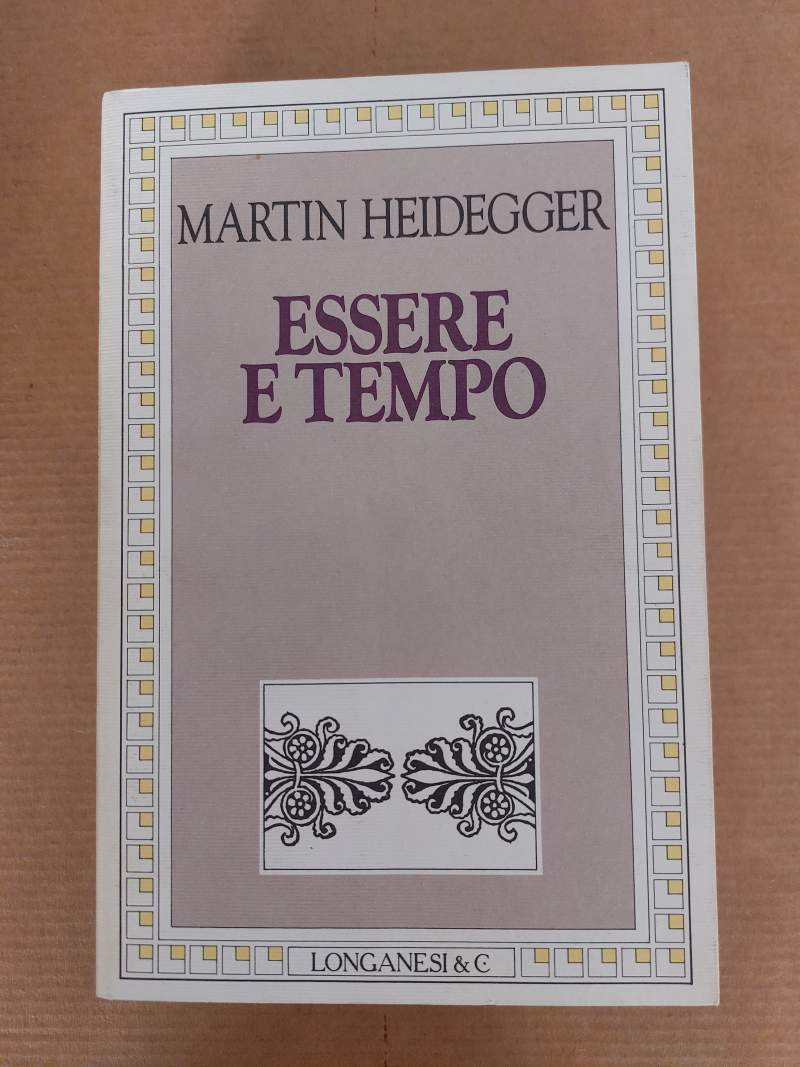 MARTIN HEIDEGGER
ESSERE
E TEMPO
LONGANESI & C.